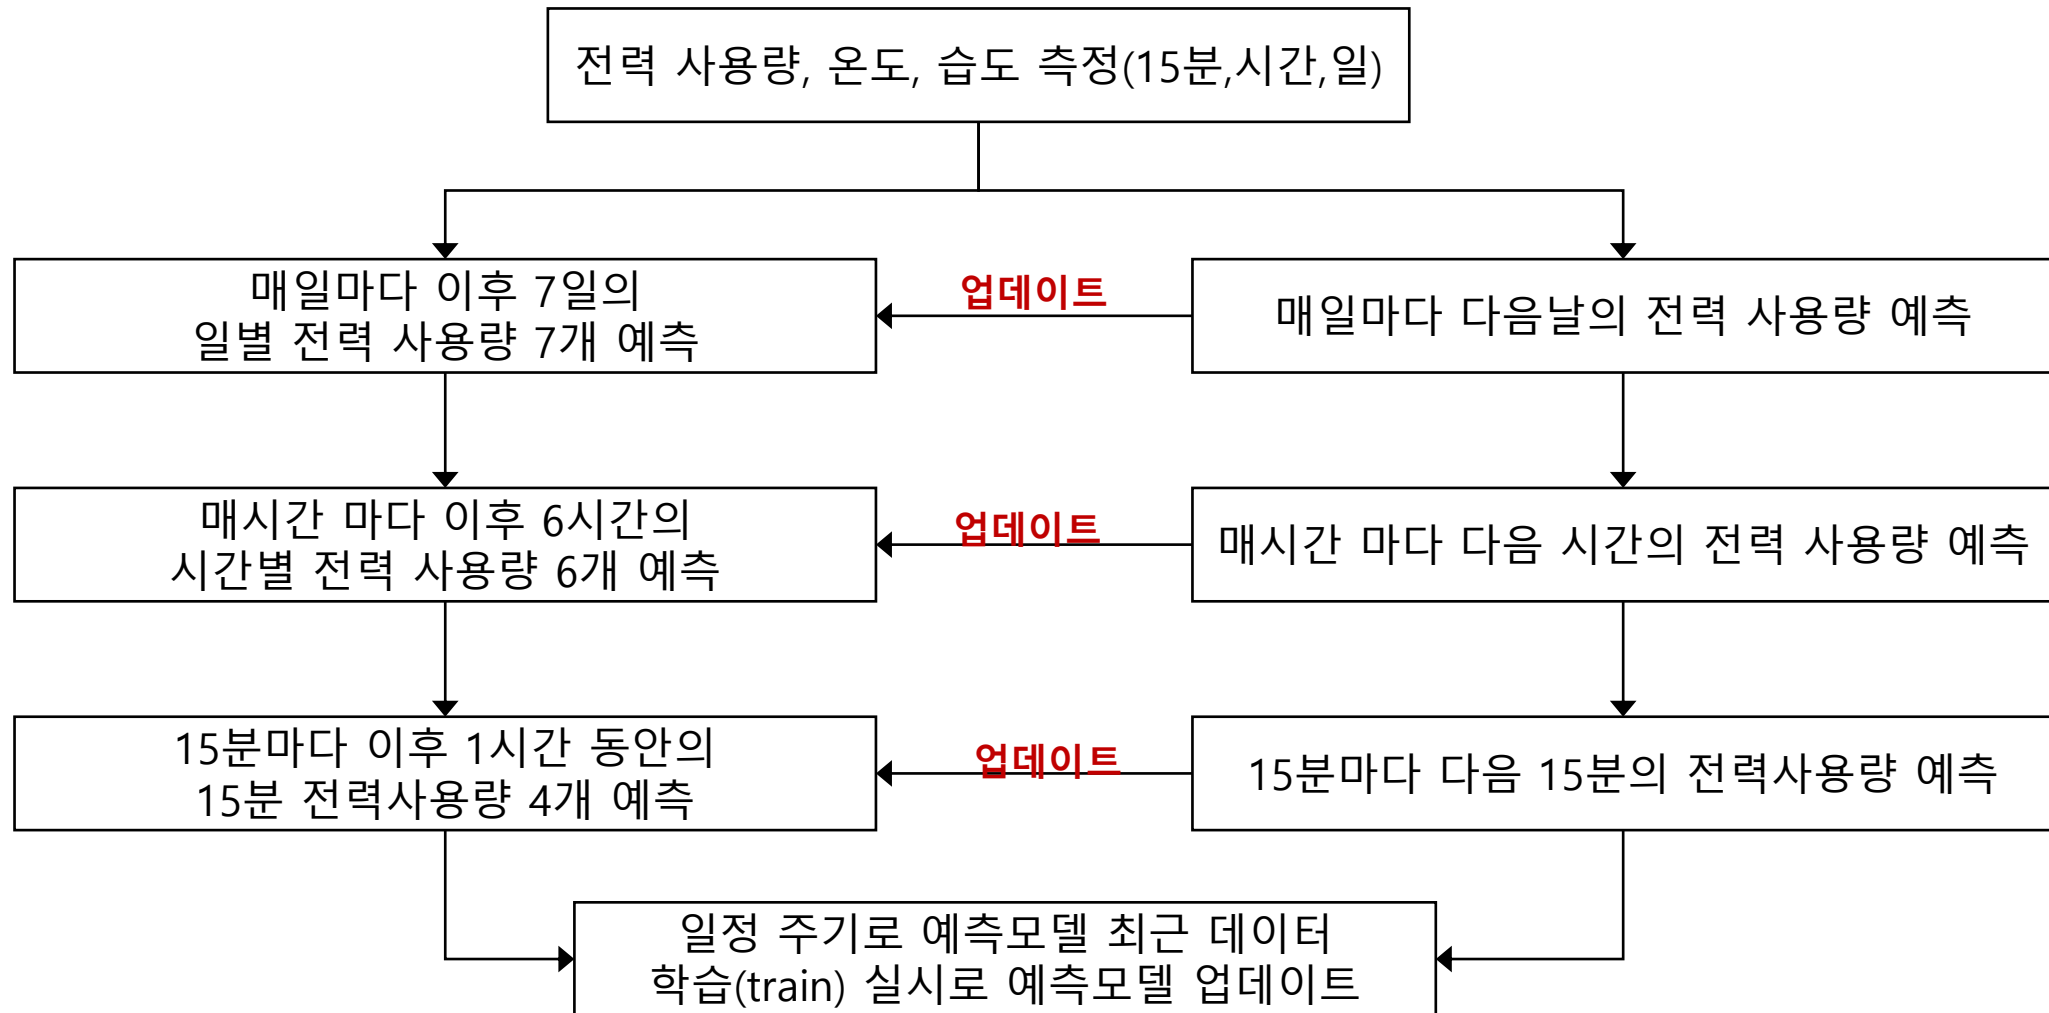 전력 사용량, 온도, 습도 측정(15분,시간,일)
매일마다 이후 7일의
일별 전력 사용량 7개 예측
업데이트
매일마다 다음날의 전력 사용량 예측
매시간 마다 이후 6시간의
시간별 전력 사용량 6개 예측
업데이트
매시간 마다 다음 시간의 전력 사용량 예측
15분마다 이후 1시간 동안의
15분 전력사용량 4개 예측
업데이트
15분마다 다음 15분의 전력사용량 예측
일정 주기로 예측모델 최근 데이터
학습(train) 실시로 예측모델 업데이트